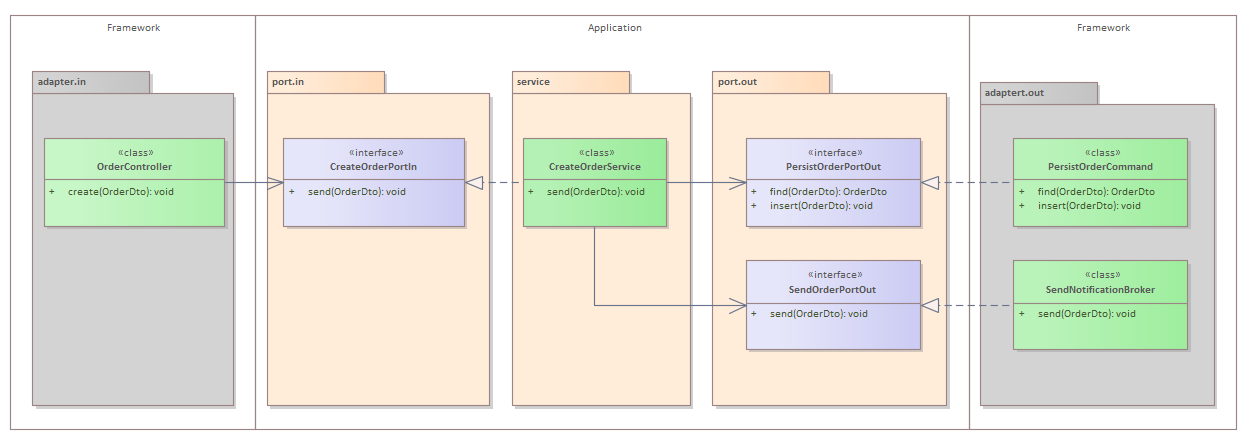 Framework
Application
Framework
adapter.in
port.in
service
port.out
adaptert.out
«class»
OrderController
+ create(OrderDto): void
«interface»
CreateOrderPortIn
+ send(OrderDto): void
«class»
CreateOrderService
+ send(OrderDto): void
«interface»
PersistOrderPortOut
+ find(OrderDto): OrderDto
+ insert(OrderDto): void
«class»
PersistOrderCommand
+ find(OrderDto): OrderDto
+ insert(OrderDto): void
«interface»
SendOrderPortOut
+ send(OrderDto): void
«class»
SendNotificationBroker
+ send(OrderDto): void